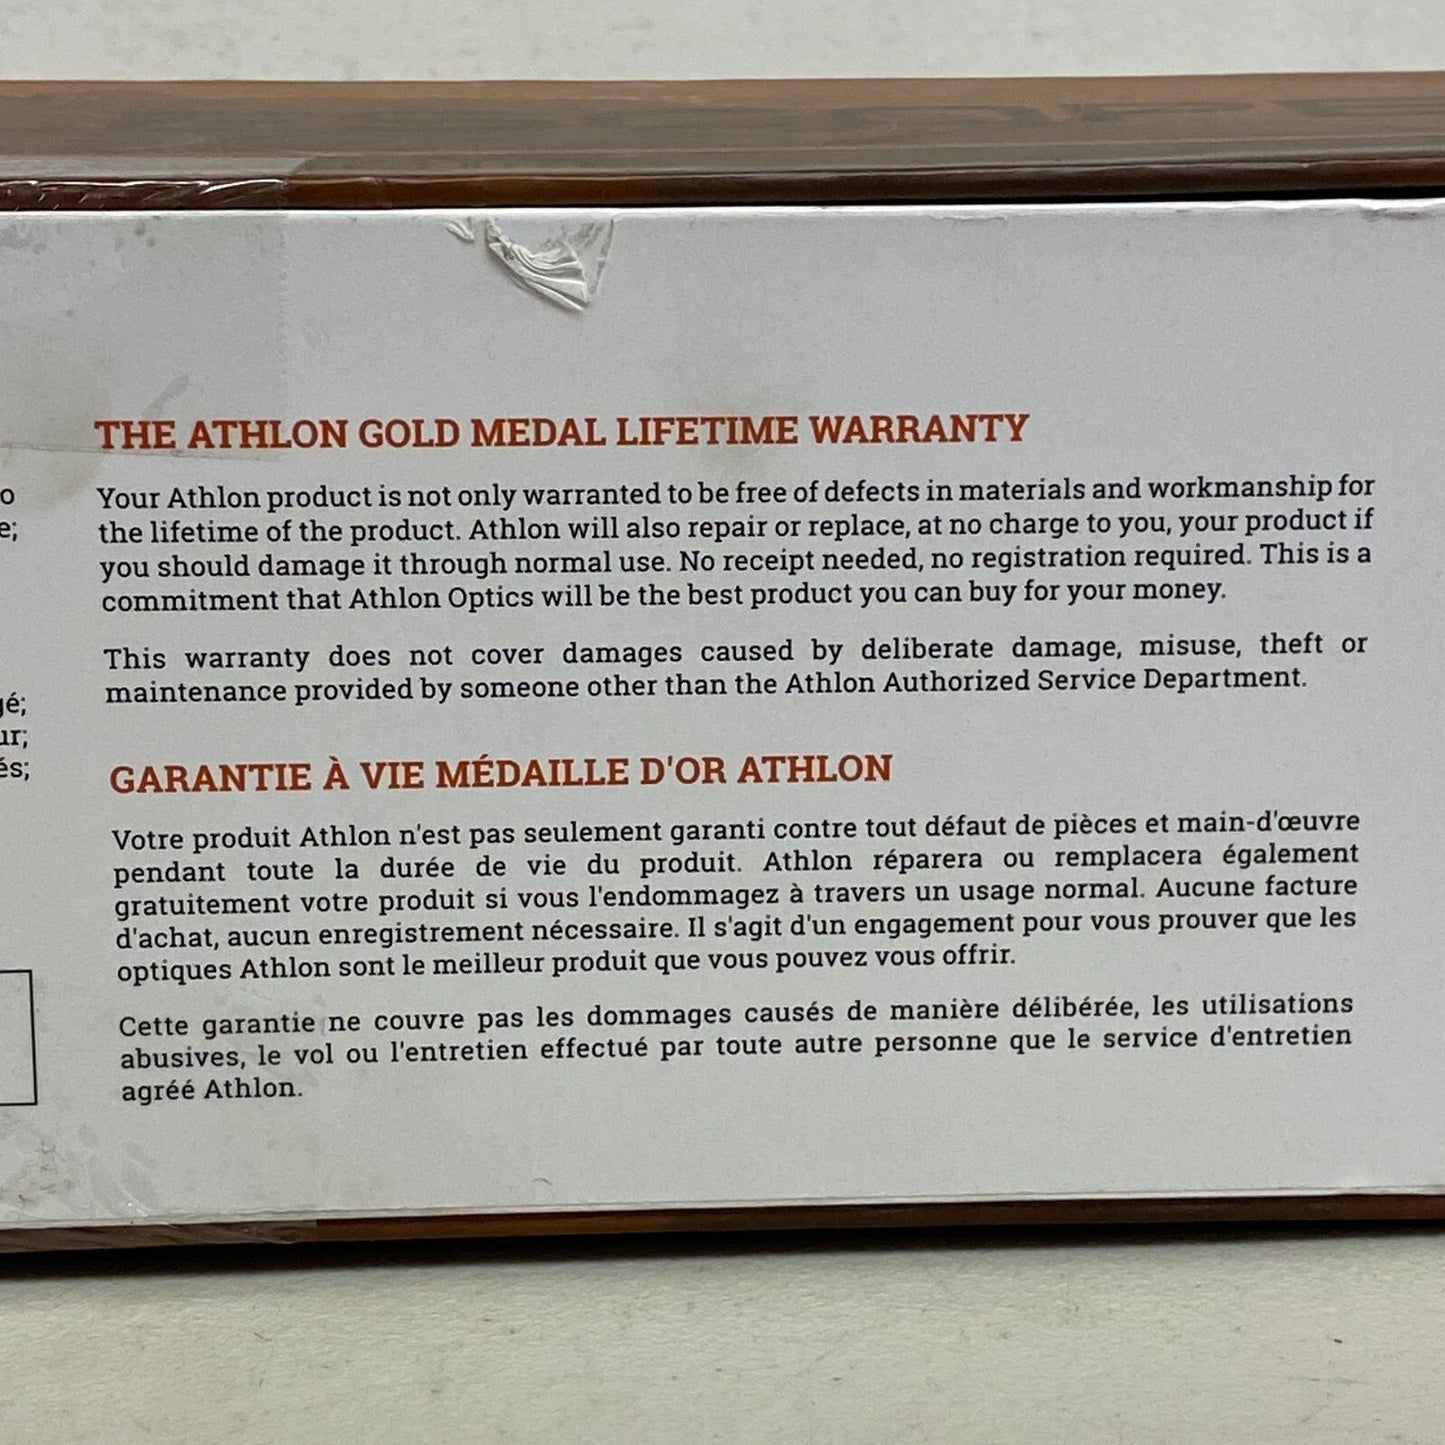 THE ATHLON GOLD MEDAL LIFETIME WARRANTY
Your Athlon product is not only warranted to be free of defects in materials and workmanship for
the lifetime of the product. Athlon will also repair or replace, at no charge to you, your product if
you should damage it through normal use. No receipt needed, no registration required. This is a
commitment that Athlon Optics will be the best product you can buy for your money.
This warranty does not cover damages caused by deliberate damage, misuse, theft or
maintenance provided by someone other than the Athlon Authorized Service Department.
GARANTIE À VIE MÉDAILLE D'OR ATHLON
Votre produit Athlon n'est pas seulement garanti contre tout défaut de pièces et main-d'œuvre
pendant toute la durée de vie du produit. Athlon réparera ou remplacera également
gratuitement votre produit si vous l'endommagez à travers un usage normal. Aucune facture
d'achat, aucun enregistrement nécessaire. Il s'agit d'un engagement pour vous prouver que les
optiques Athlon sont le meilleur produit que vous pouvez vous offrir.
Cette garantie ne couvre pas les dommages causés de manière délibérée, les utilisations
abusives, le vol ou l'entretien effectué par toute autre personne que le service d'entretien
agréé Athlon.